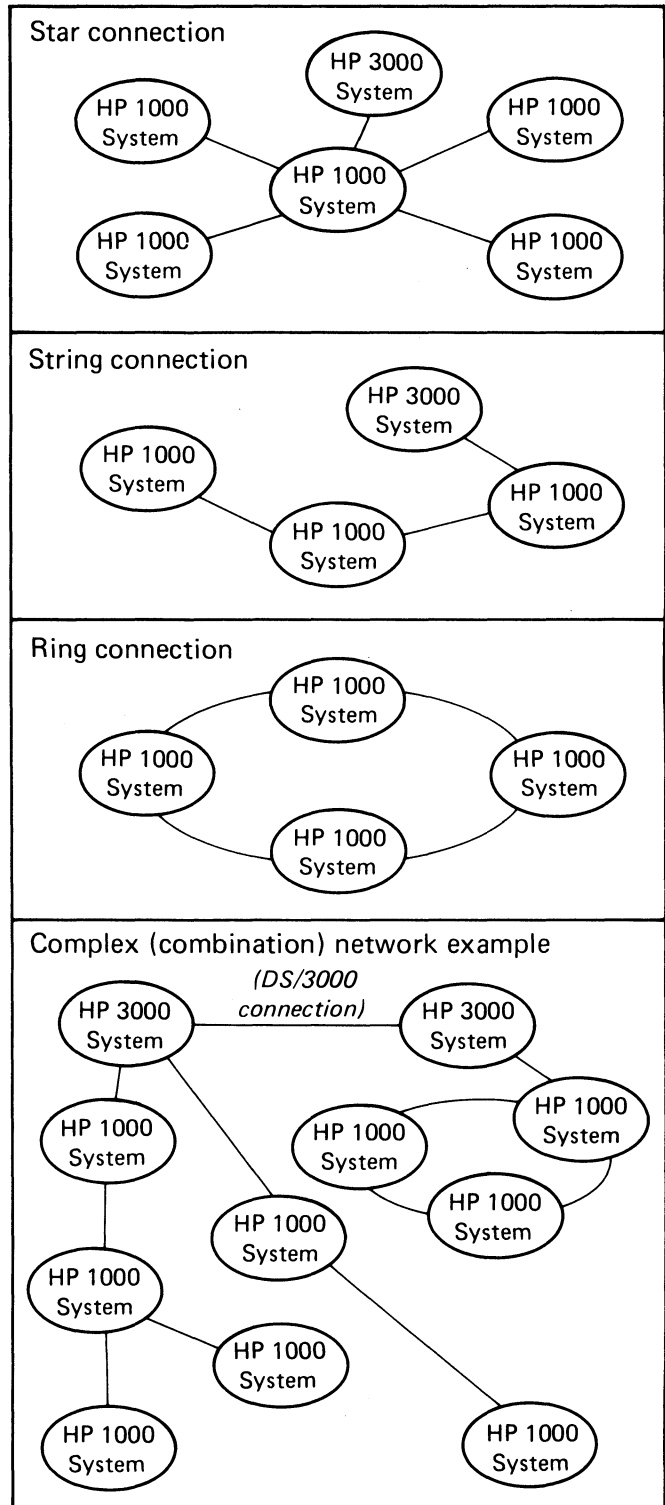 Star connection
HP 3000
System
HP 1000
System
HP 1000
System
HP 1000
System
HP 1000
System
HP 1000
System
String connection
HP 3000
System
HP 1000
System
HP 1000
System
HP 1000
System
Ring connection
HP 1000
System
HP 1000
System
HP 1000
System
HP 1000
System
Complex (combination) network example
(DS/3000
connection)
HP 3000
System
HP 3000
System
HP 1000
System
HP 1000
System
HP 1000
System
HP 1000
System
HP 1000
System
HP 1000
System
HP 1000
System
HP 1000
System
HP 1000
System